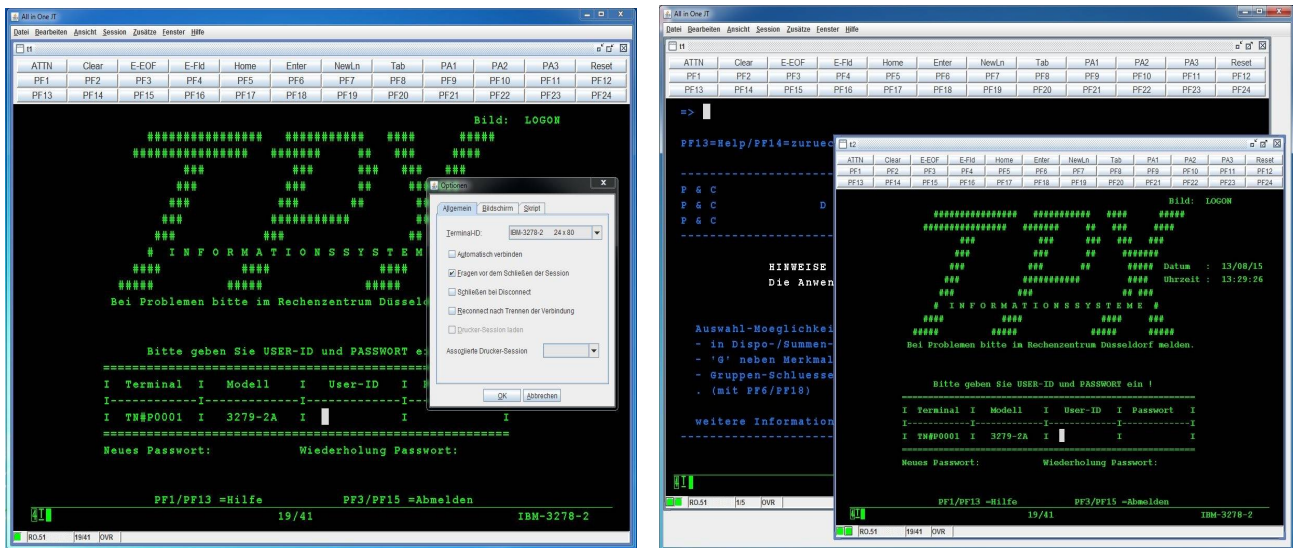 All in One JT
Datei Bearbeiten Ansicht Session Zusätze Fenster Hilfe
t1
ATTN Clear E-EOF E-Fld Home Enter NewLn Tab PA1 PA2 PA3 Reset
PF1 PF2 PF3 PF4 PF5 PF6 PF7 PF8 PF9 PF10 PF11 PF12
PF13 PF14 PF15 PF16 PF17 PF18 PF19 PF20 PF21 PF22 PF23 PF24
Bild: LOGON
# I N F O R M A T I O N S S Y S T E M
Bei Problemen bitte im Rechenzentrum
Bitte geben Sie USER-ID und PASSWORT
I Terminal I Modell I User-ID I
I TN#P0001 I 3279-2A I I I
Neues Passwort: Wiederholung Passwort:
PF1/PF13 =Hilfe PF3/PF15 =Abmelden
19/41 IBM-3278-2
RO.51 19/41 OVR
Optionen
Allgemein Bildschirm Skript
Terminal-ID: IBM-3278-2 24 x 80
Automatisch verbinden
Fragen vor dem Schließen der Session
Schließen bei Disconnect
Reconnect nach Trennen der Verbindung
Drucker-Session laden
Assoziierte Drucker-Session
OK Abbrechen
All in One JT
Datei Bearbeiten Ansicht Session Zusätze Fenster Hilfe
t1
ATTN Clear E-EOF E-Fld Home Enter NewLn Tab PA1 PA2 PA3 Reset
PF1 PF2 PF3 PF4 PF5 PF6 PF7 PF8 PF9 PF10 PF11 PF12
PF13 PF14 PF15 PF16 PF17 PF18 PF19 PF20 PF21 PF22 PF23 PF24
=>
PF13=Help/PF14=zuruec
P & C
P & C D
P & C
HINWEISE
Die Anwen
Auswahl-Moeglichkei
- in Dispo-/Summen-
- 'G' neben Merkmal
- Gruppen-Schluesse
. (mit PF6/PF18)
weitere Information
RO.51 1/5 OVR
t2
ATTN Clear E-EOF E-Fld Home Enter NewLn Tab PA1 PA2 PA3 Reset
PF1 PF2 PF3 PF4 PF5 PF6 PF7 PF8 PF9 PF10 PF11 PF12
PF13 PF14 PF15 PF16 PF17 PF18 PF19 PF20 PF21 PF22 PF23 PF24
Bild: LOGON
Datum : 13/08/15
Uhrzeit : 13:29:26
# I N F O R M A T I O N S S Y S T E M E #
Bei Problemen bitte im Rechenzentrum Düsseldorf melden.
Bitte geben Sie USER-ID und PASSWORT ein !
I Terminal I Modell I User-ID I Passwort I
I TN#P0001 I 3279-2A I I I
Neues Passwort: Wiederholung Passwort:
PF1/PF13 =Hilfe PF3/PF15 =Abmelden
19/41 IBM-3278-2
RO.51 19/41 OVR